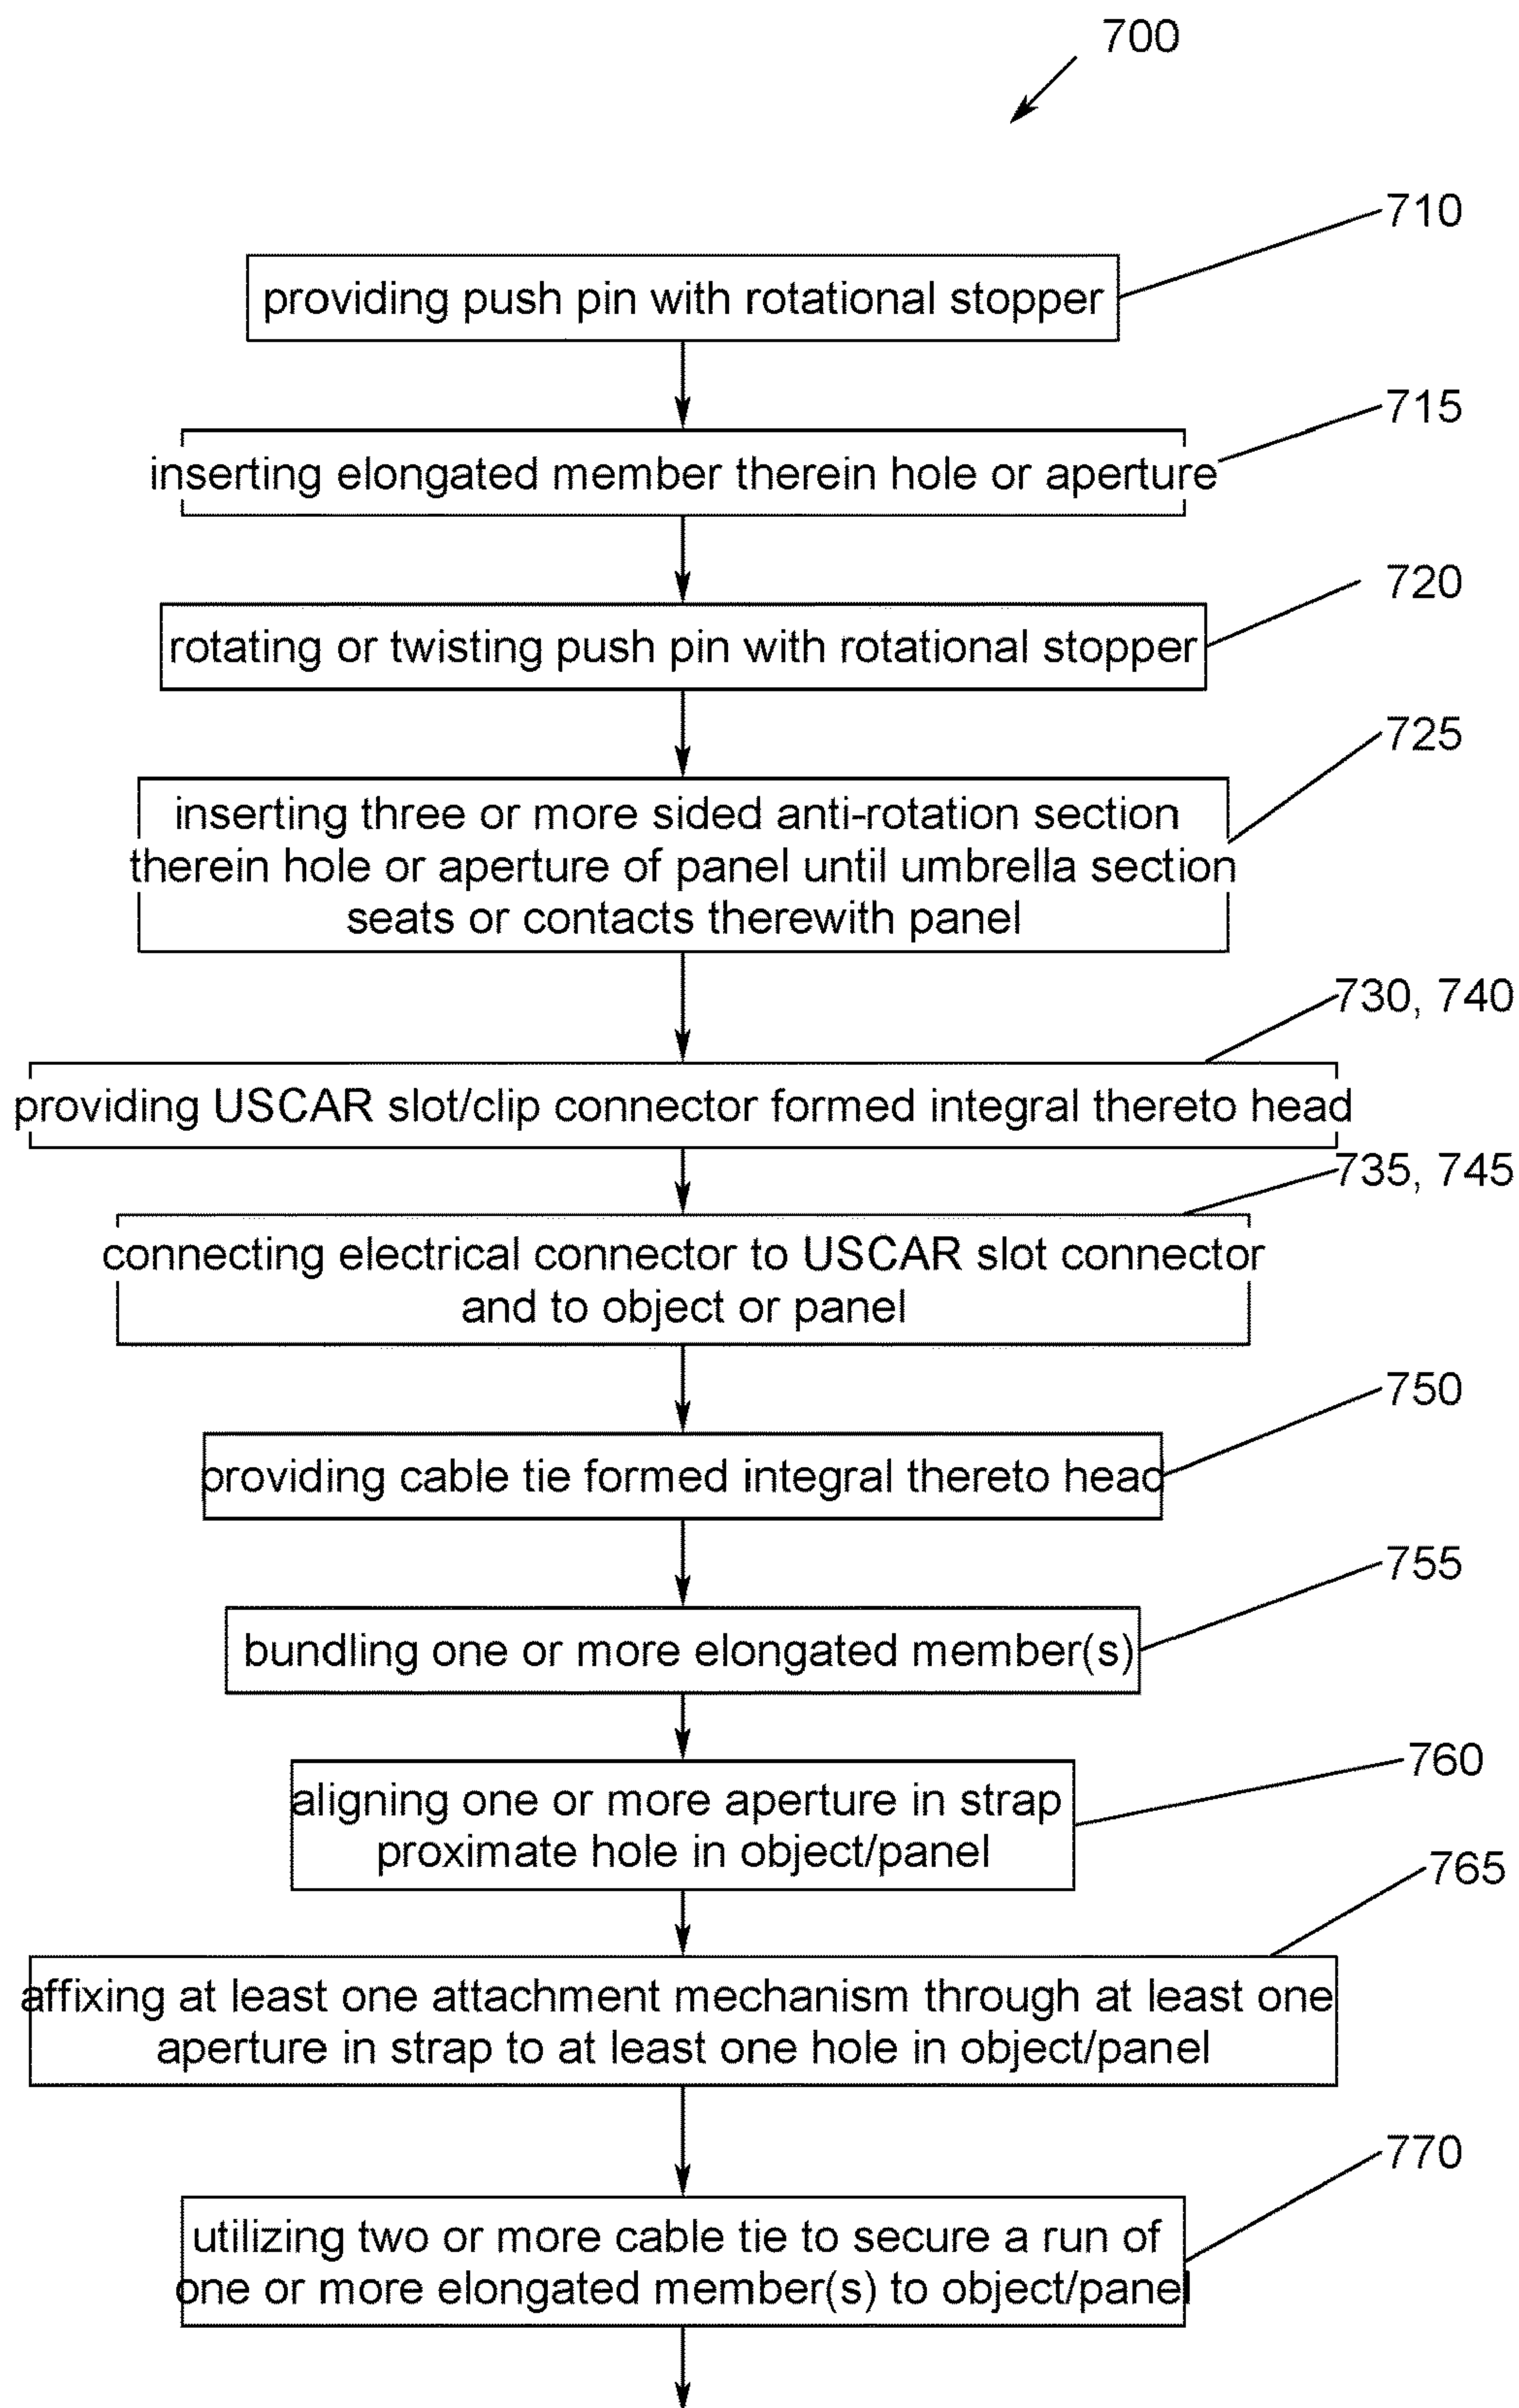 700
710
providing push pin with rotational stopper
715
inserting elongated member therein hole or aperture
720
rotating or twisting push pin with rotational stopper
725
inserting three or more sided anti-rotation section
therein hole or aperture of panel until umbrella section
seats or contacts therewith panel
730, 740
providing USCAR slot/clip connector formed integral thereto head
735, 745
connecting electrical connector to USCAR slot connector
and to object or panel
750
providing cable tie formed integral thereto head
755
bundling one or more elongated member(s)
760
aligning one or more aperture in strap
proximate hole in object/panel
765
affixing at least one attachment mechanism through at least one
aperture in strap to at least one hole in object/panel
770
utilizing two or more cable tie to secure a run of
one or more elongated member(s) to object/panel